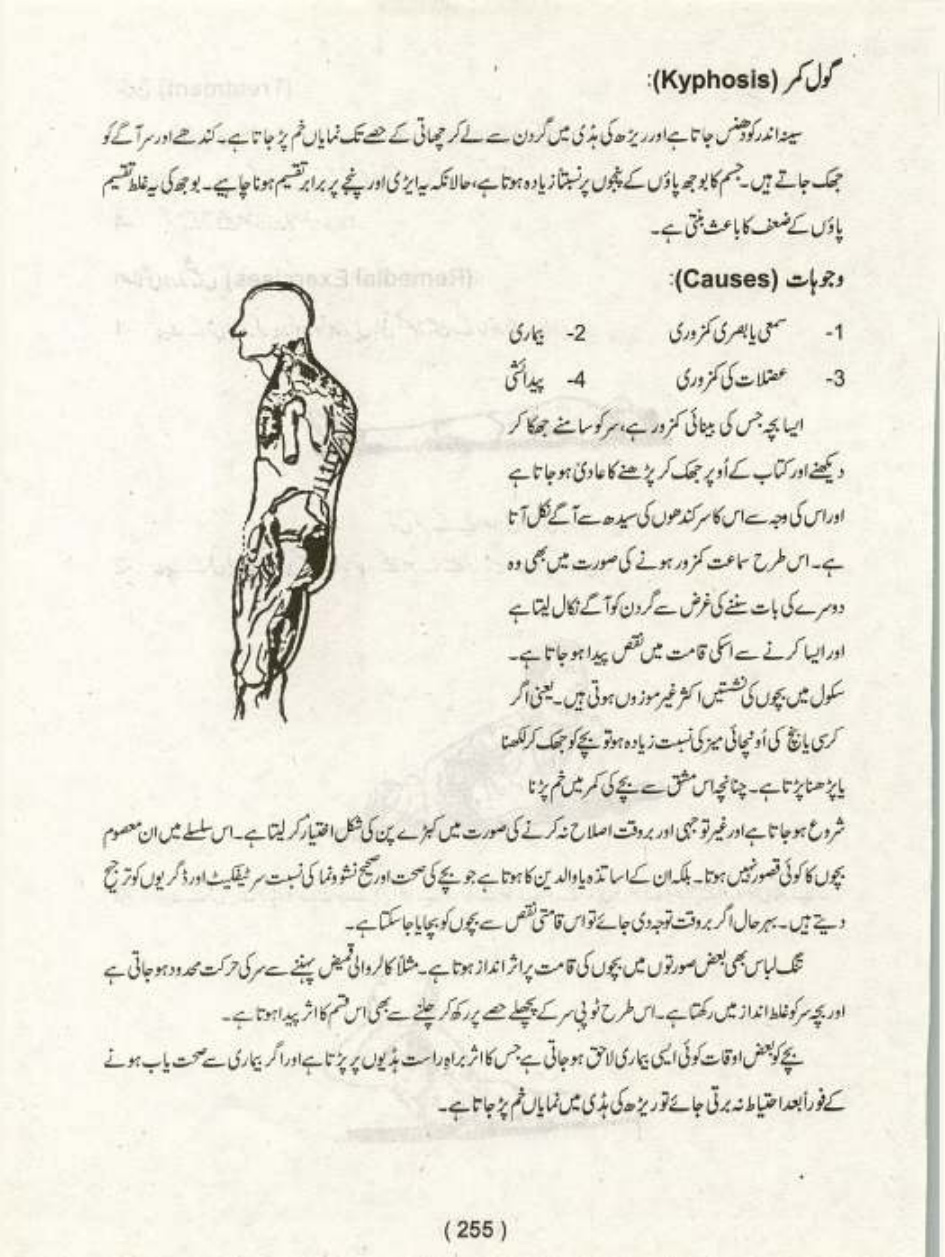 گول کمر (Kyphosis):
سینہ اندر کو دھنس جاتا ہے اور ریڑھ کی ہڈی میں گردن سے لے کر چھاتی کے حصے تک نمایاں خم پڑ جاتا ہے۔ کندھے اور سر آگے کو
جھک جاتے ہیں۔ جسم کا بوجھ پاؤں کے پنجوں پر نسبتاً زیادہ ہوتا ہے، حالانکہ یہ ایڑی اور پنجے پر برابر تقسیم ہونا چاہیے۔ بوجھ کی یہ غلط تقسیم
پاؤں کے ضعف کا باعث بنتی ہے۔
وجوہات (Causes):
1- سمعی یا بصری کمزوری 2- بیماری
3- عضلات کی کمزوری 4- پیدائشی
ایسا بچہ جس کی بینائی کمزور ہے، سر کو سامنے جھکا کر
دیکھنے اور کتاب کے اُوپر جھک کر پڑھنے کا عادی ہو جاتا ہے
اور اس کی وجہ سے اس کا سر کندھوں کی سیدھ سے آگے نکل آتا
ہے۔ اس طرح سماعت کمزور ہونے کی صورت میں بھی وہ
دوسرے کی بات سننے کی غرض سے گردن کو آگے نکال لیتا ہے
اور ایسا کرنے سے اسکی قامت میں نقص پیدا ہو جاتا ہے۔
سکول میں بچوں کی نشستیں اکثر غیر موزوں ہوتی ہیں۔ یعنی اگر
کرسی یا بنچ کی اُونچائی میز کی نسبت زیادہ ہو تو بچے کو جھک کر لکھنا
یا پڑھنا پڑتا ہے۔ چنانچہ اس مشق سے بچے کی کمر میں خم پڑنا
شروع ہو جاتا ہے اور غیر توجہی اور بروقت اصلاح نہ کرنے کی صورت میں کبڑے پن کی شکل اختیار کر لیتا ہے۔ اس سلسلے میں ان معصوم
بچوں کا کوئی قصور نہیں ہوتا۔ بلکہ ان کے اساتذہ یا والدین کا ہوتا ہے جو بچے کی صحت اور صحیح نشوونما کی نسبت سرٹیفکیٹ اور ڈگریوں کو ترجیح
دیتے ہیں۔ بہر حال اگر بروقت توجہ دی جائے تو اس قامتی نقص سے بچوں کو بچایا جا سکتا ہے۔
تنگ لباس بھی بعض صورتوں میں بچوں کی قامت پر اثر انداز ہوتا ہے۔ مثلاً کالر والی قمیض پہننے سے سر کی حرکت محدود ہو جاتی ہے
اور بچہ سر کو غلط انداز میں رکھتا ہے۔ اس طرح ٹوپی سر کے پچھلے حصے پر رکھ کر چلنے سے بھی اس قسم کا اثر پیدا ہوتا ہے۔
بچے کو بعض اوقات کوئی ایسی بیماری لاحق ہو جاتی ہے جس کا اثر براہِ راست ہڈیوں پر پڑتا ہے اور اگر بیماری سے صحت یاب ہونے
کے فوراً بعد احتیاط نہ برتی جائے تو ریڑھ کی ہڈی میں نمایاں خم پڑ جاتا ہے۔
( 255 )